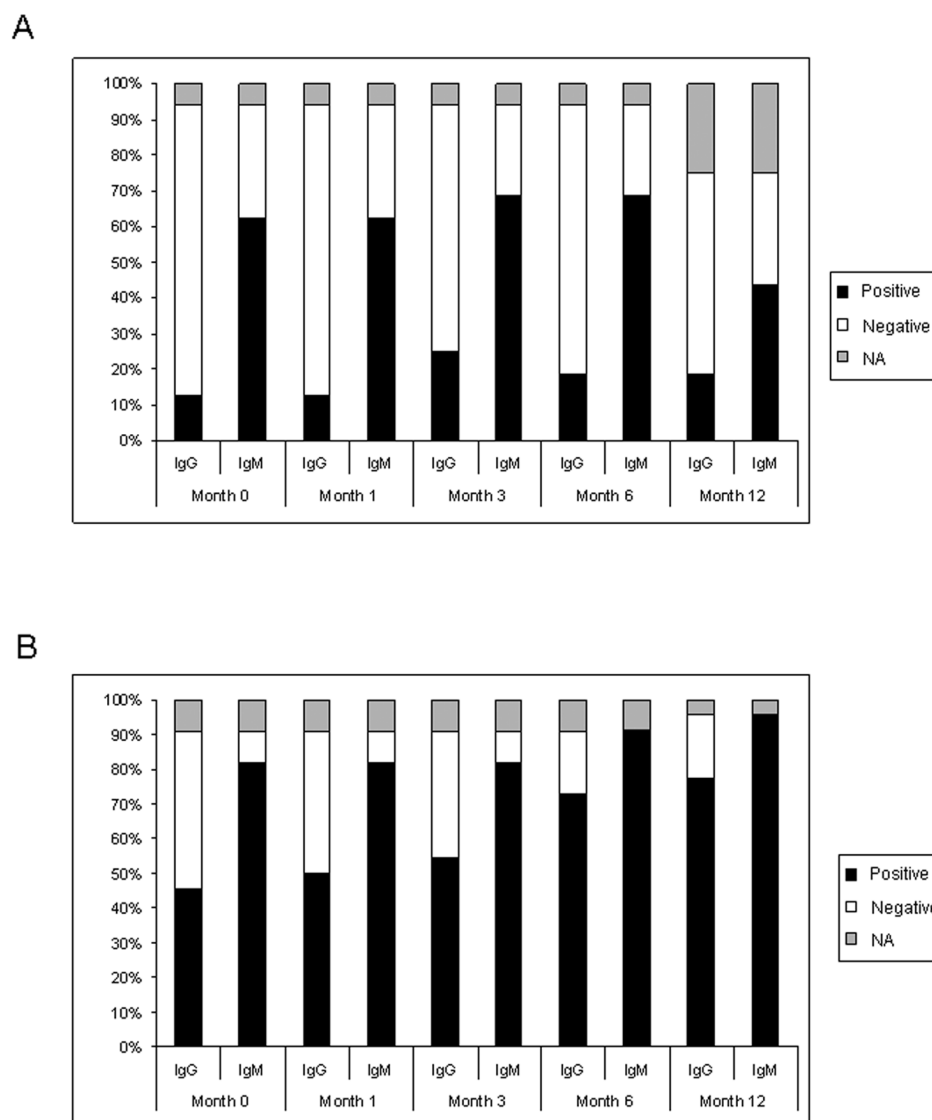 A
100%
90%
80%
70%
60%
50%
40%
30%
20%
10%
0%
IgG IgM IgG IgM IgG IgM IgG IgM IgG IgM
Month 0 Month 1 Month 3 Month 6 Month 12
Positive
Negative
NA
B
100%
90%
80%
70%
60%
50%
40%
30%
20%
10%
0%
IgG IgM IgG IgM IgG IgM IgG IgM IgG IgM
Month 0 Month 1 Month 3 Month 6 Month 12
Positive
Negative
NA